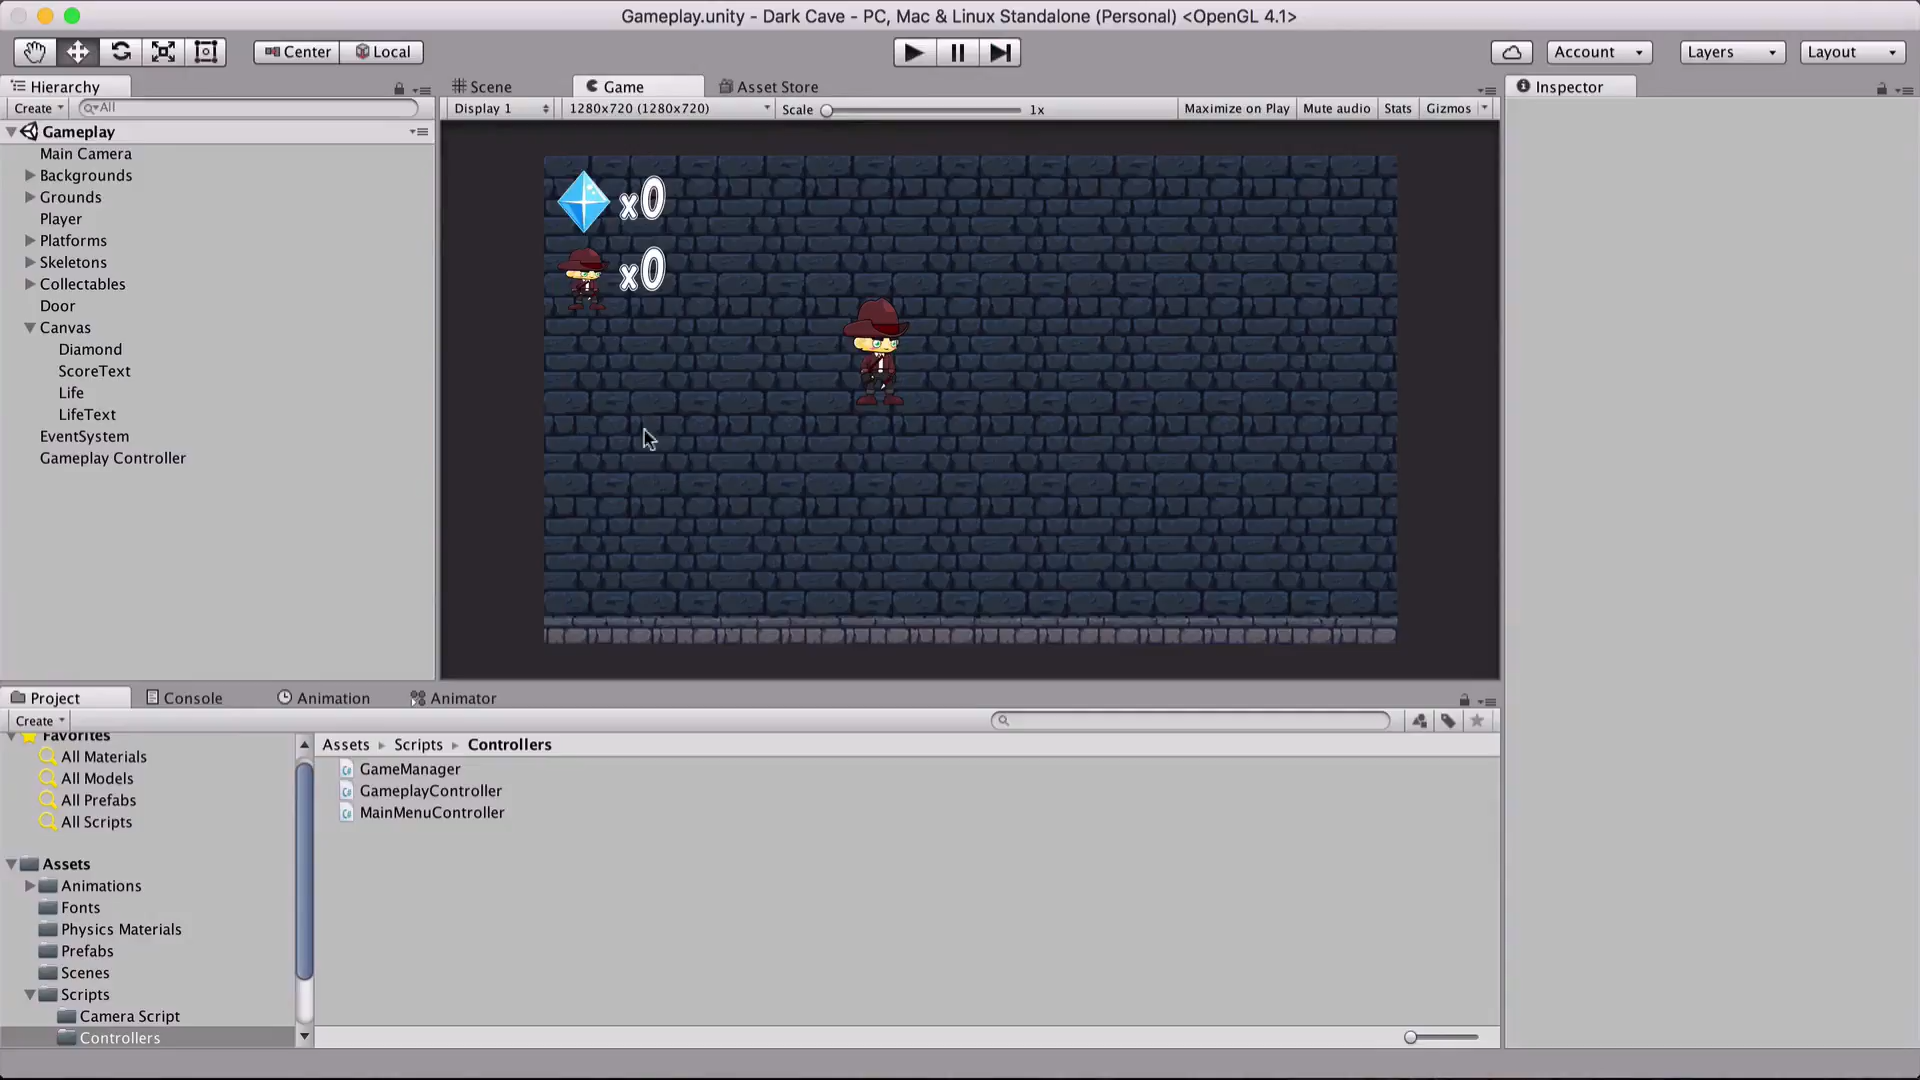 Gameplay.unity - Dark Cave - PC, Mac & Linux Standalone (Personal) <OpenGL 4.1>
Center Local Account Layers Layout
Hierarchy
Create All
Gameplay
Main Camera
Backgrounds
Grounds
Player
Platforms
Skeletons
Collectables
Door
Canvas
Diamond
ScoreText
Life
LifeText
EventSystem
Gameplay Controller
Scene Game Asset Store
Display 1 1280x720 (1280x720) Scale 1x Maximize on Play Mute audio Stats Gizmos
x0
x0
Inspector
Project Console Animation Animator
Create
Favorites
All Materials
All Models
All Prefabs
All Scripts
Assets
Animations
Fonts
Physics Materials
Prefabs
Scenes
Scripts
Camera Script
Controllers
Assets Scripts Controllers
GameManager
GameplayController
MainMenuController